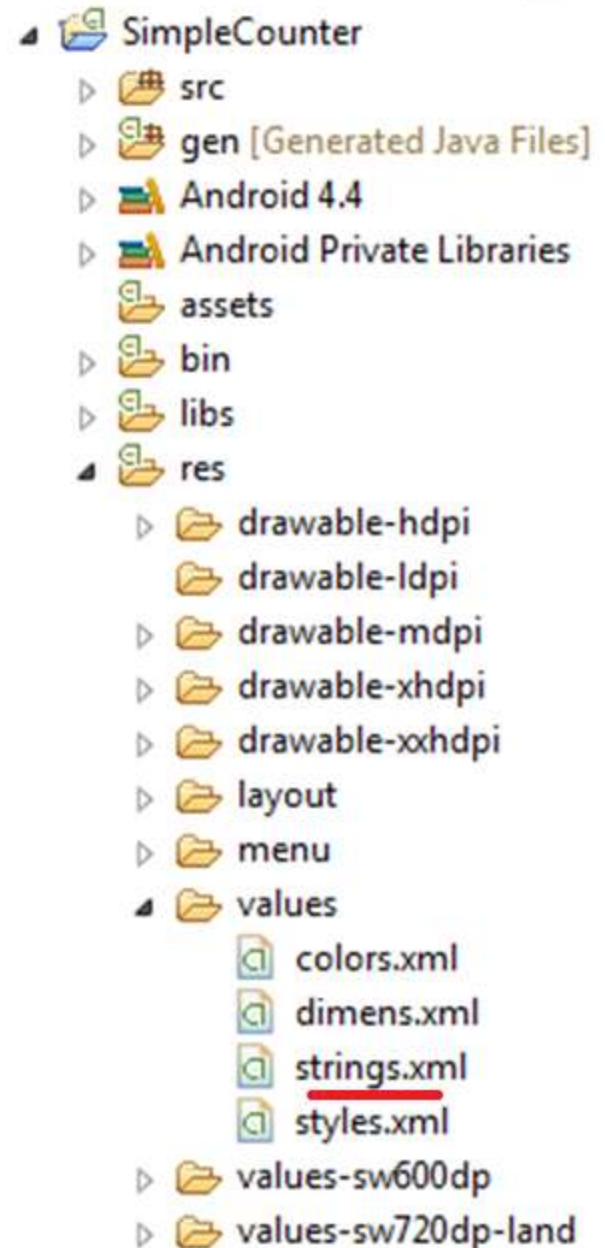 SimpleCounter
src
gen [Generated Java Files]
Android 4.4
Android Private Libraries
assets
bin
libs
res
drawable-hdpi
drawable-ldpi
drawable-mdpi
drawable-xhdpi
drawable-xxhdpi
layout
menu
values
colors.xml
dimens.xml
strings.xml
styles.xml
values-sw600dp
values-sw720dp-land